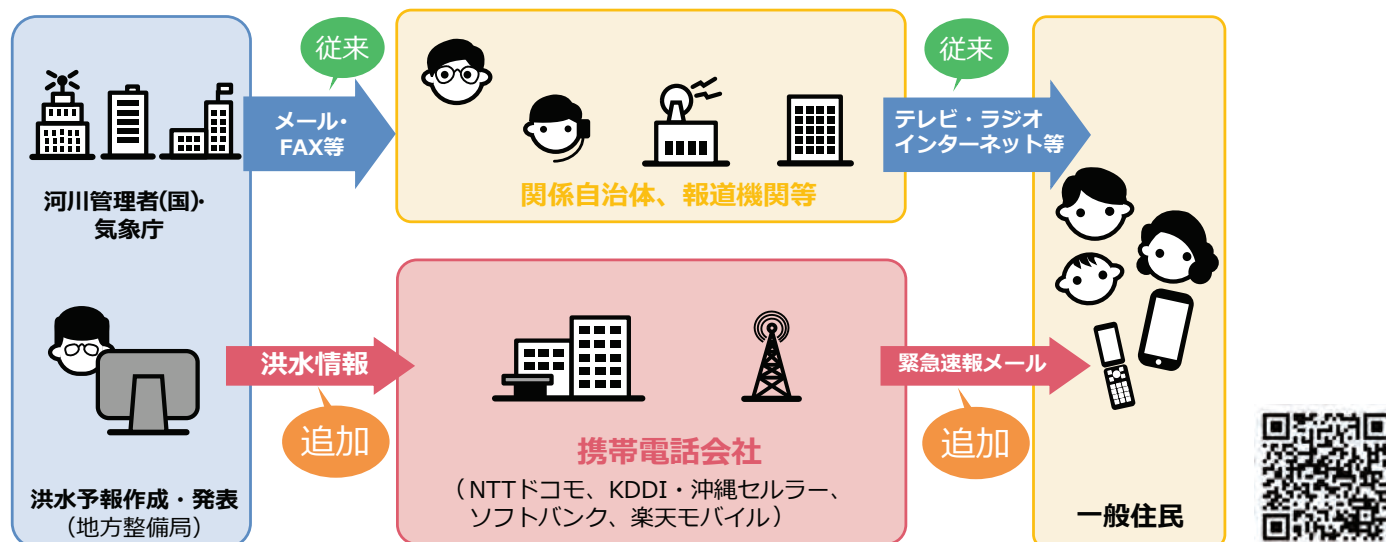 従来
従来
メール・
FAX等
テレビ・ラジオ
インターネット等
河川管理者(国)・
気象庁
関係自治体、報道機関等
洪水情報
緊急速報メール
追加
追加
携帯電話会社
（NTTドコモ、KDDI・沖縄セルラー、
ソフトバンク、楽天モバイル）
洪水予報作成・発表
（地方整備局）
一般住民